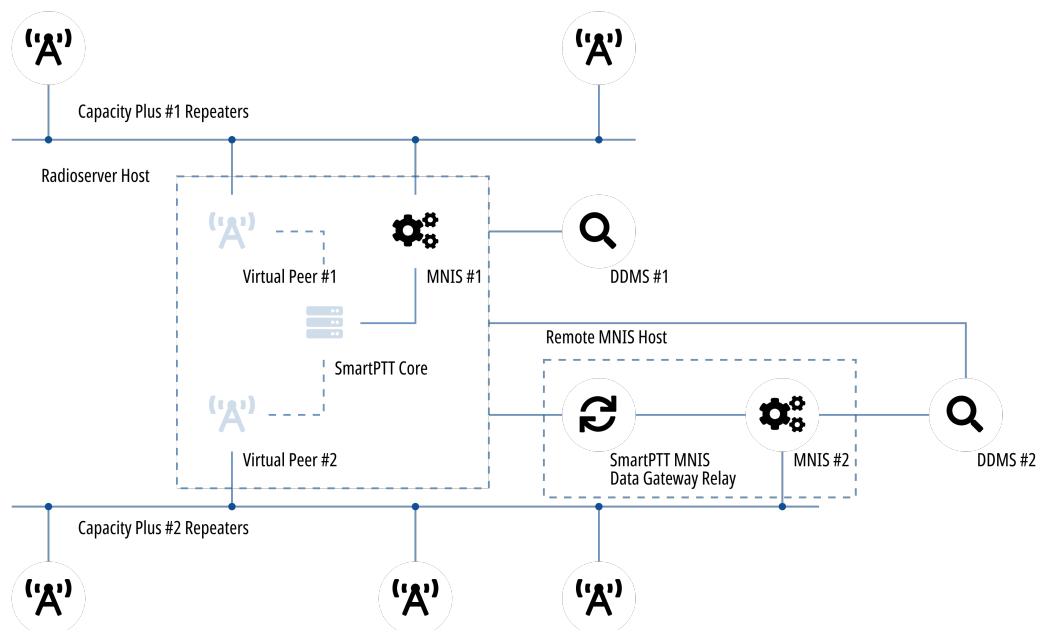 Capacity Plus #1 Repeaters
Radioserver Host
Virtual Peer #1
MNIS #1
DDMS #1
Remote MNIS Host
SmartPTT Core
Virtual Peer #2
SmartPTT MNIS
Data Gateway Relay
MNIS #2
DDMS #2
Capacity Plus #2 Repeaters